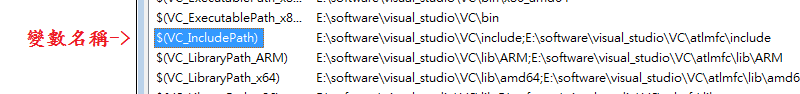 $(VC_ExecutablePath_x8... E:\software\visual_studio\VC\bin
變數名稱-> $(VC_IncludePath) E:\software\visual_studio\VC\include;E:\software\visual_studio\VC\atlmfc\include
$(VC_LibraryPath_ARM) E:\software\visual_studio\VC\lib\ARM;E:\software\visual_studio\VC\atlmfc\lib\ARM
$(VC_LibraryPath_x64) E:\software\visual_studio\VC\lib\amd64;E:\software\visual_studio\VC\atlmfc\lib\amd64